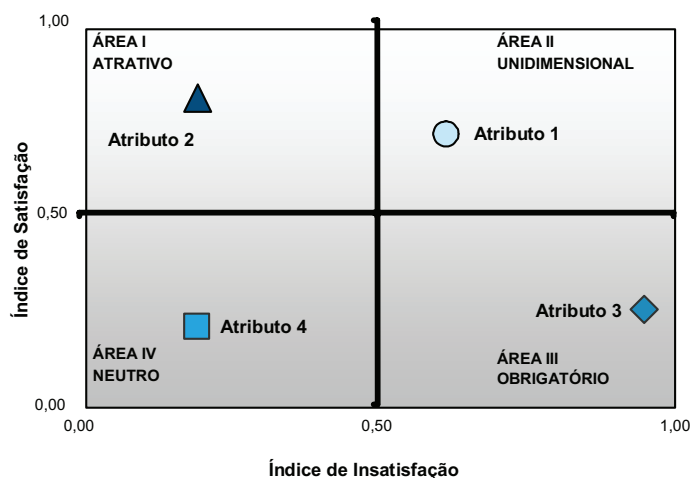 1,00
ÁREA I
ATRATIVO
ÁREA II
UNIDIMENSIONAL
Atributo 2
Atributo 1
Índice de Satisfação
0,50
Atributo 3
Atributo 4
ÁREA IV
NEUTRO
ÁREA III
OBRIGATÓRIO
0,00
0,00
0,50
1,00
Índice de Insatisfação